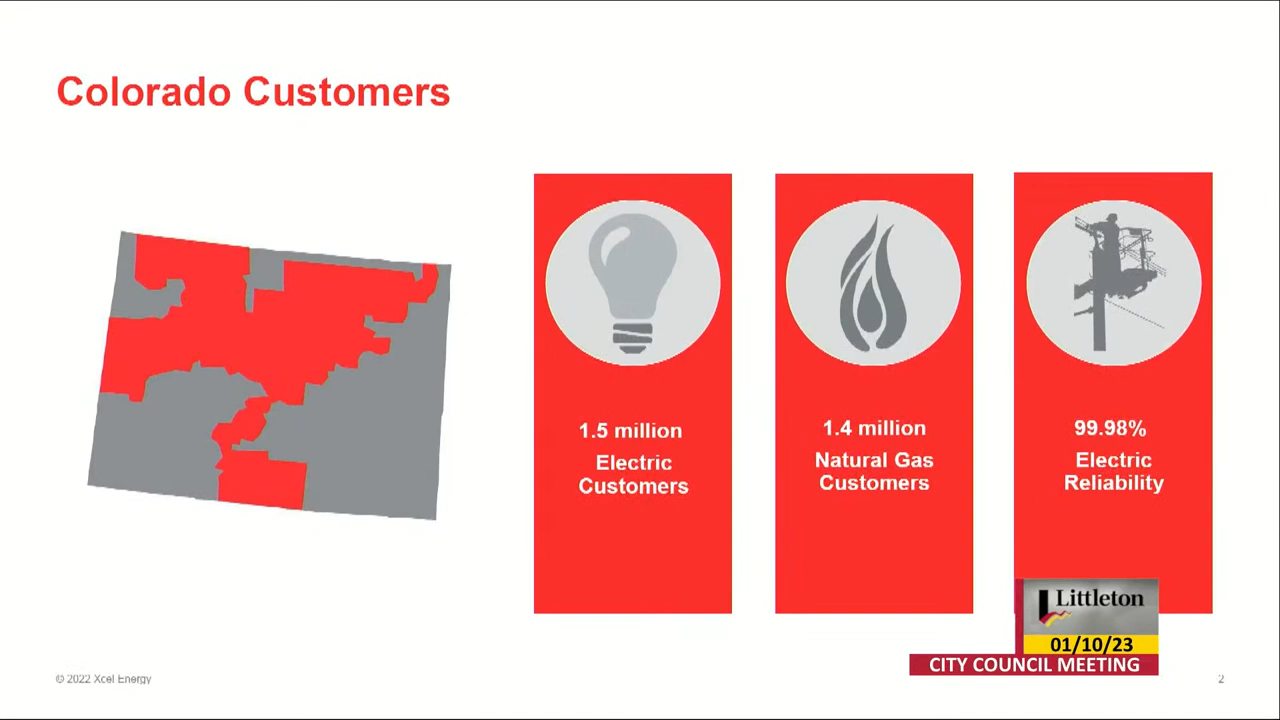 Colorado Customers
1.5 million
Electric
Customers
1.4 million
Natural Gas
Customers
99.98%
Electric
Reliability
Littleton
01/10/23
CITY COUNCIL MEETING
© 2022 Xcel Energy
2